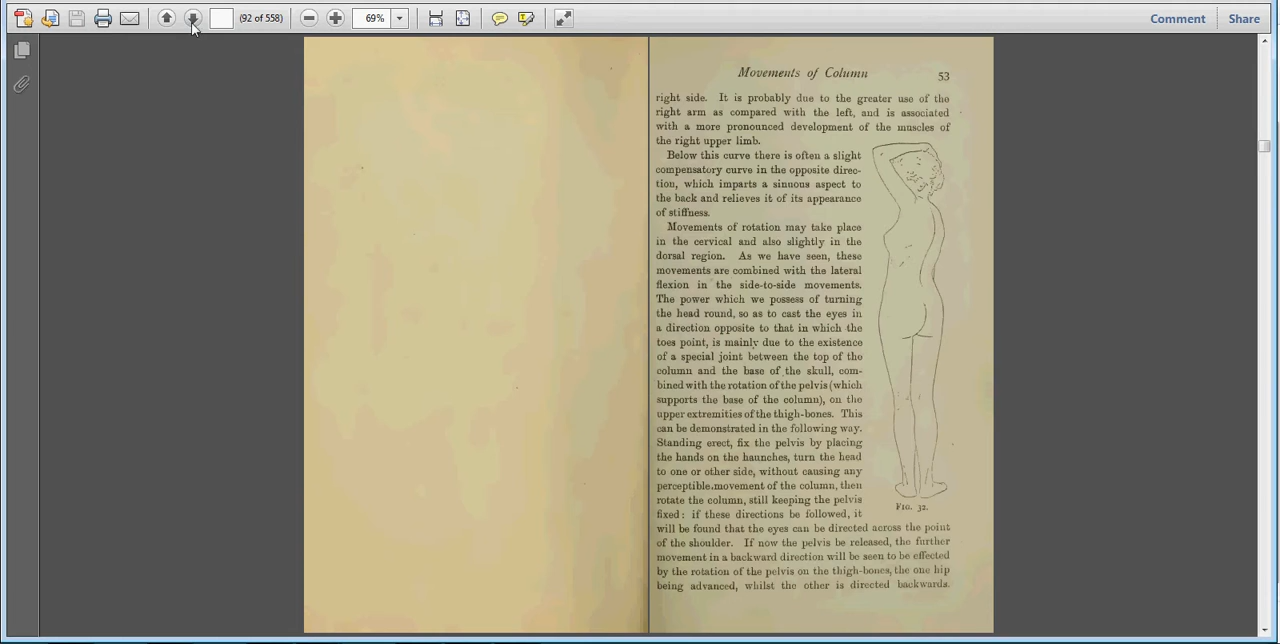 (92 of 558)
69%
Comment
Share
Movements of Column
53
right side. It is probably due to the greater use of the
right arm as compared with the left, and is associated
with a more pronounced development of the muscles of
the right upper limb.
Below this curve there is often a slight
compensatory curve in the opposite direc-
tion, which imparts a sinuous aspect to
the back and relieves it of its appearance
of stiffness.
Movements of rotation may take place
in the cervical and also slightly in the
dorsal region. As we have seen, these
movements are combined with the lateral
flexion in the side-to-side movements.
The power which we possess of turning
the head round, so as to cast the eyes in
a direction opposite to that in which the
toes point, is mainly due to the existence
of a special joint between the top of the
column and the base of the skull, com-
bined with the rotation of the pelvis (which
supports the base of the column), on the
upper extremities of the thigh-bones. This
can be demonstrated in the following way.
Standing erect, fix the pelvis by placing
the hands on the haunches, turn the head
to one or other side, without causing any
perceptible movement of the column, then
rotate the column, still keeping the pelvis
fixed: if these directions be followed, it
FIG. 32.
will be found that the eyes can be directed across the point
of the shoulder. If now the pelvis be released, the further
movement in a backward direction will be seen to be effected
by the rotation of the pelvis on the thigh-bones, the one hip
being advanced, whilst the other is directed backwards.